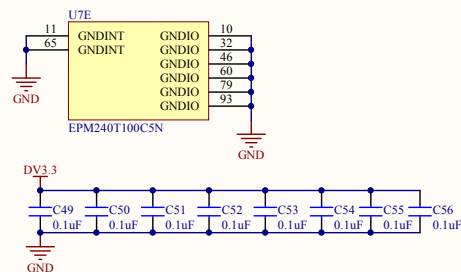 U7E
11 GNDINT GNDIO 10
65 GNDINT GNDIO 32
GNDIO 46
GNDIO 60
GNDIO 79
GNDIO 93
GND
EPM240T100C5N
GND
DV3.3
C49 C50 C51 C52 C53 C54 C55 C56
0.1uF 0.1uF 0.1uF 0.1uF 0.1uF 0.1uF 0.1uF 0.1uF
GND